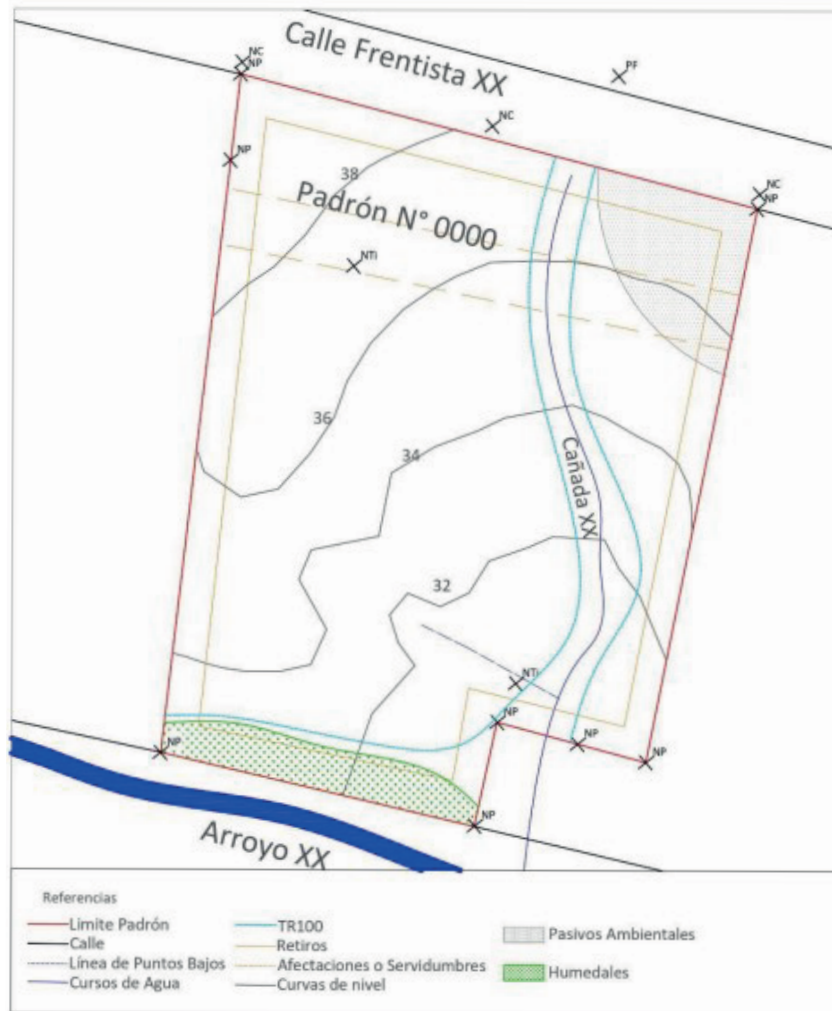 Calle Frentista XX
NC
NP
PF
NC
NP
NC
NP
38
Padrón N° 0000
NTi
36
34
Cañada XX
32
NTi
NP
NP
NP
NP
NP
Arroyo XX
Referencias
Limite Padrón
Calle
Línea de Puntos Bajos
Cursos de Agua
TR100
Retiros
Afectaciones o Servidumbres
Curvas de nivel
Pasivos Ambientales
Humedales